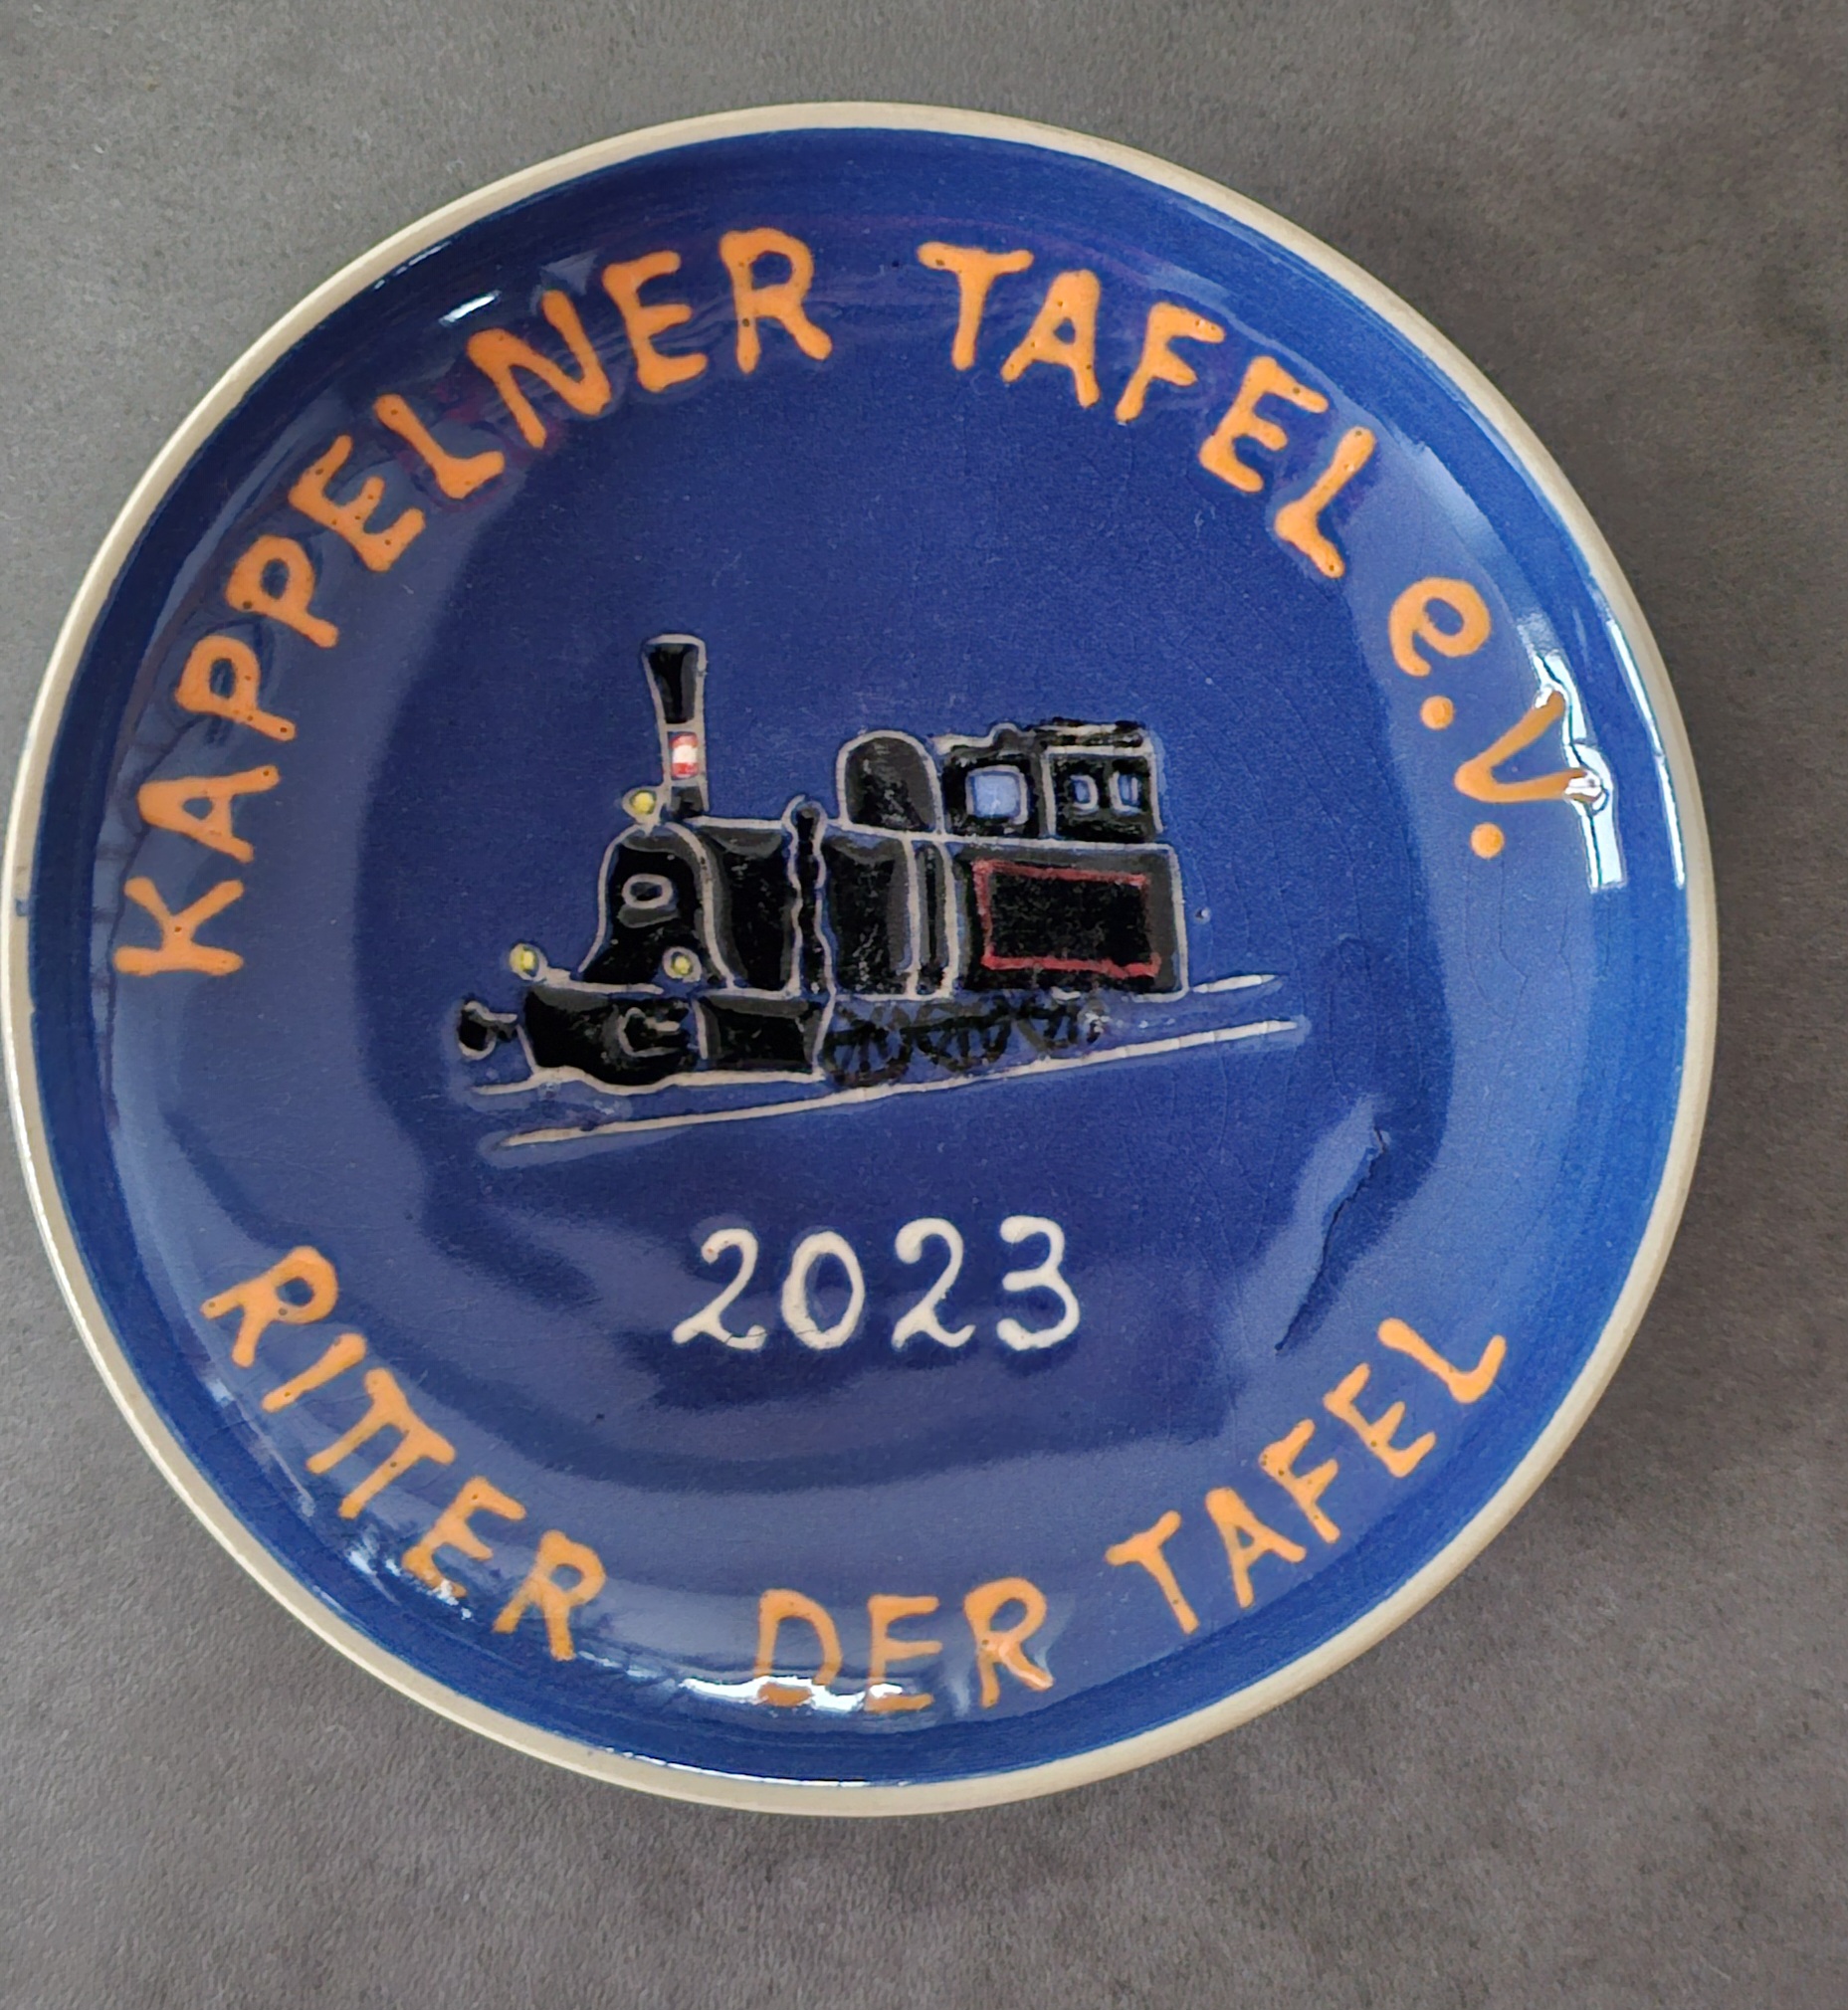 KAPPELNER TAFEL e.V.
2023
RITTER DER TAFEL